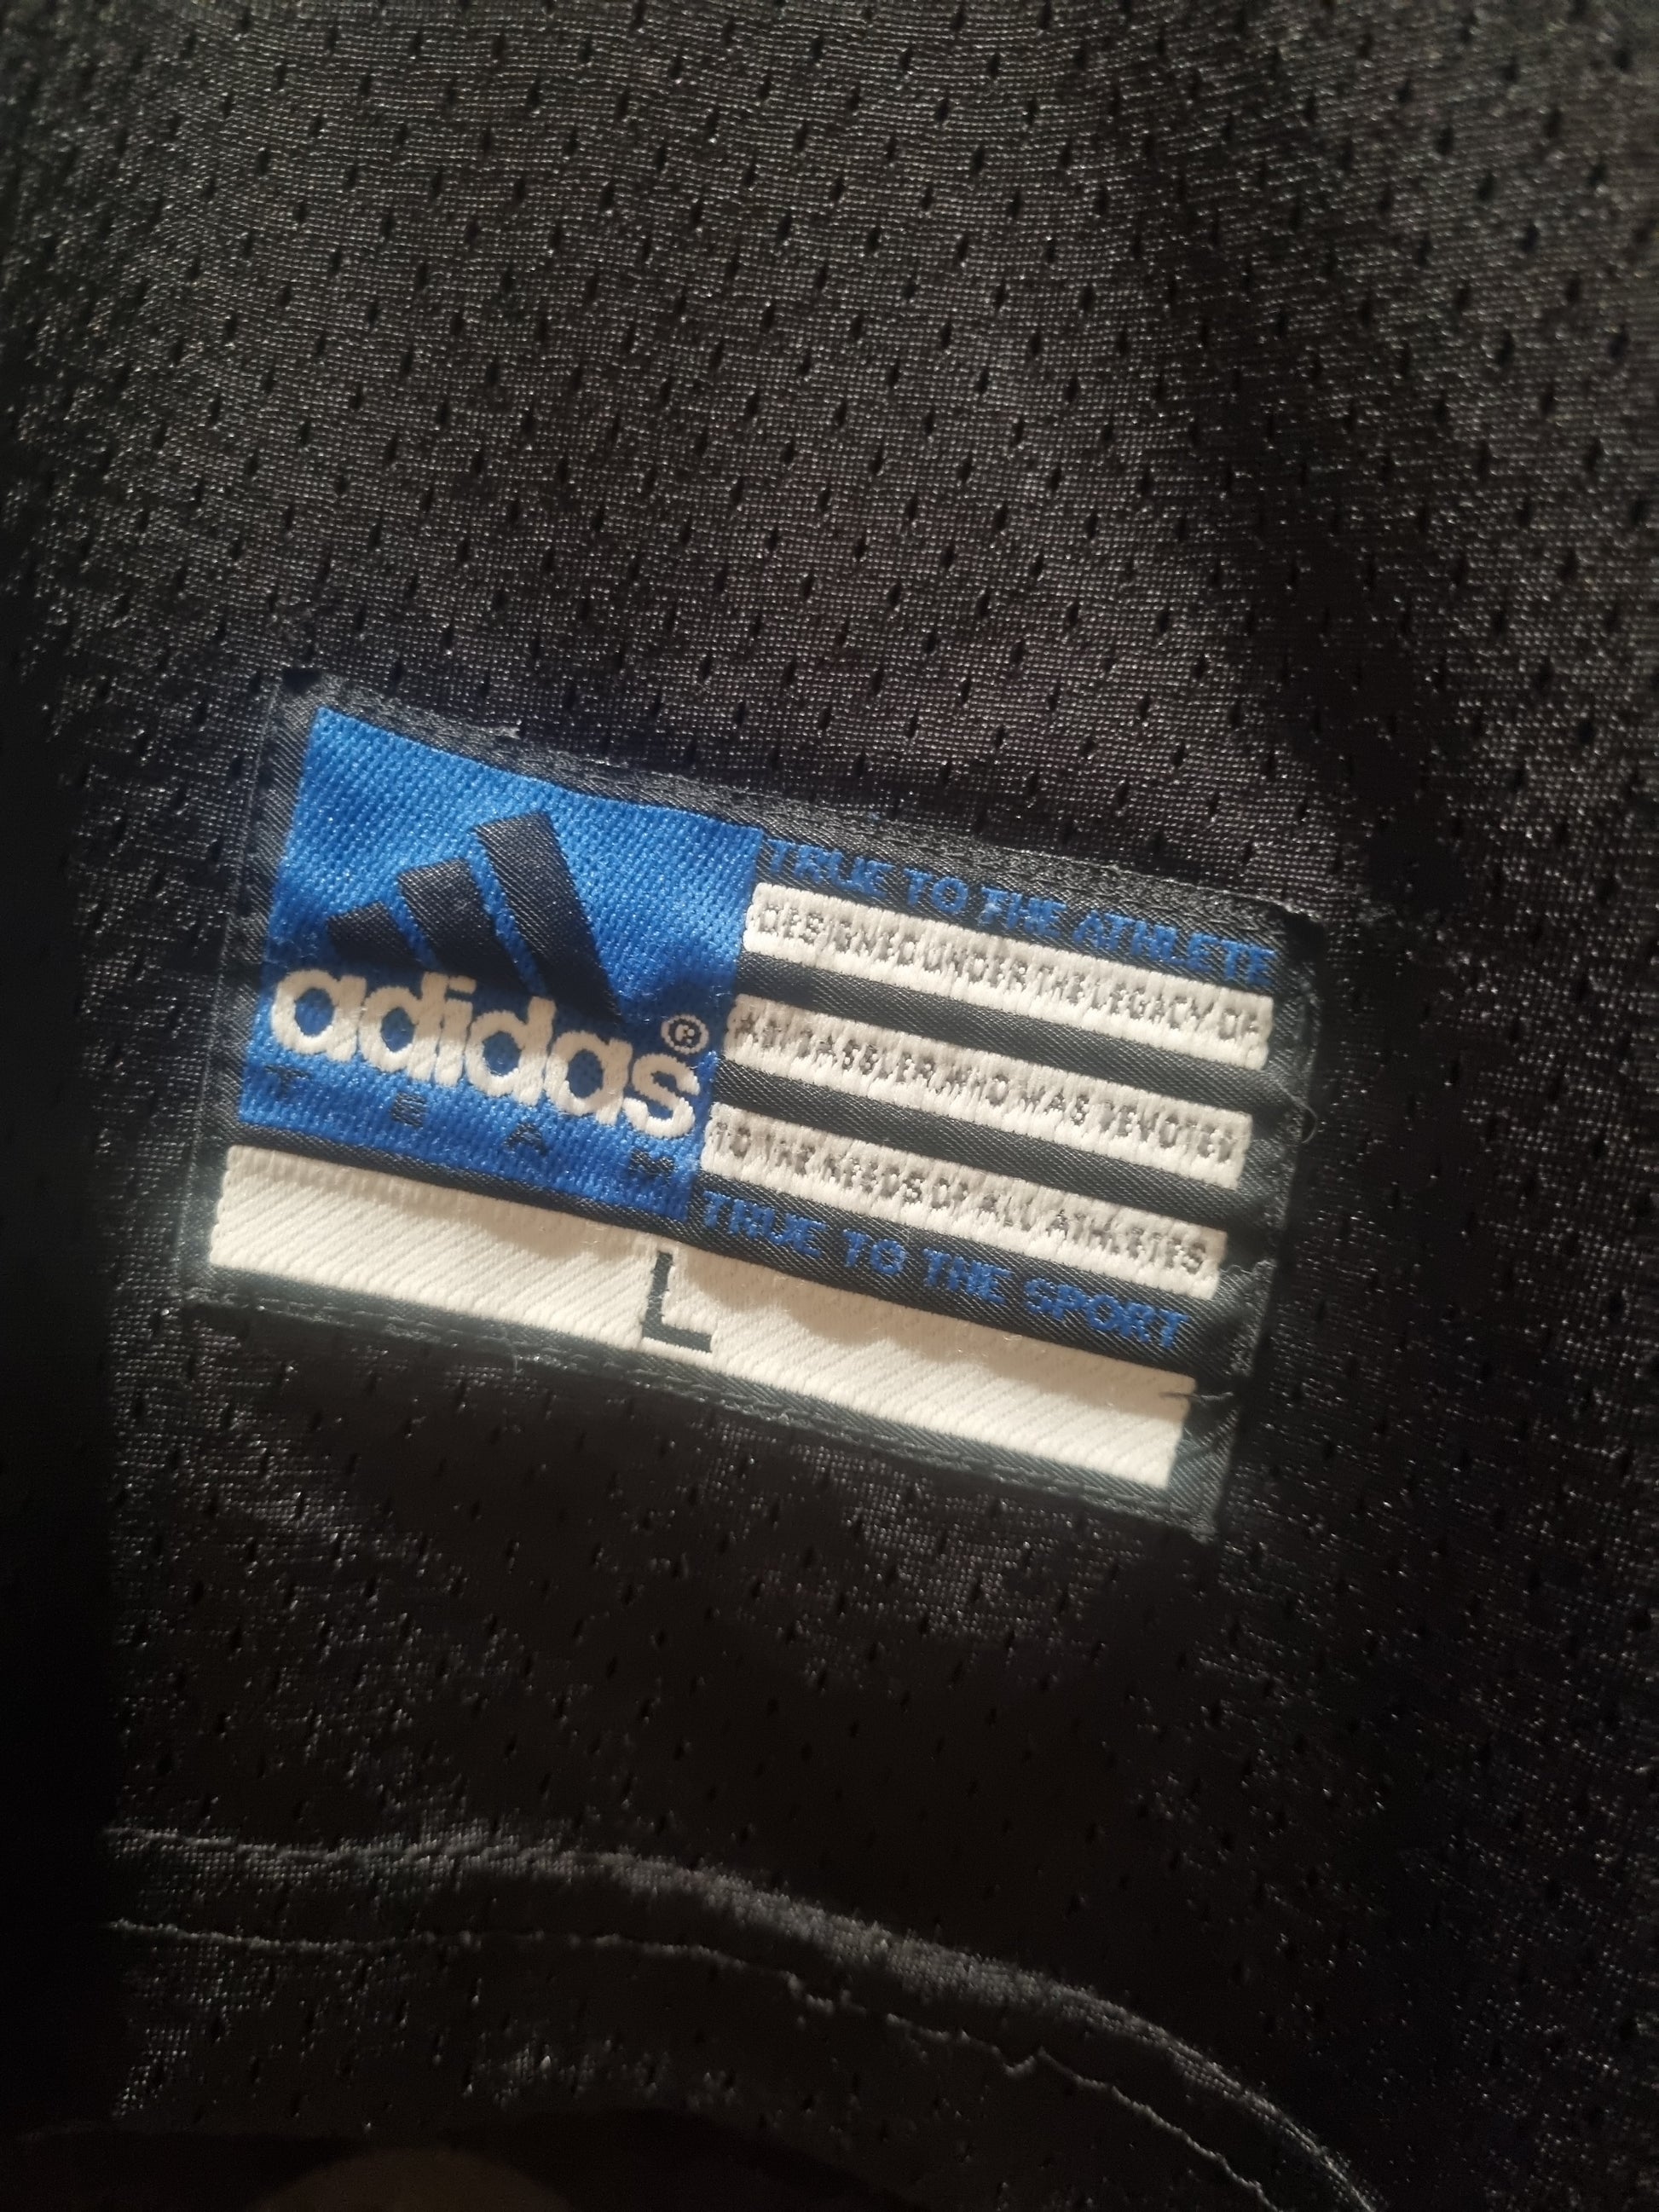 adidas®
TEAM
TRUE TO THE ATHLETE
DESIGNED UNDER THE LEGACY OF
ADI DASSLER, WHO WAS DEVOTED
TO THE NEEDS OF ALL ATHLETES
TRUE TO THE SPORT
L